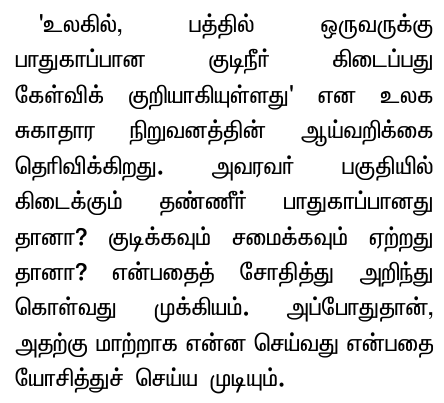 'உலகில், பத்தில் ஒருவருக்கு
பாதுகாப்பான குடிநீர் கிடைப்பது
கேள்விக் குறியாகியுள்ளது' என உலக
சுகாதார நிறுவனத்தின் ஆய்வறிக்கை
தெரிவிக்கிறது. அவரவர் பகுதியில்
கிடைக்கும் தண்ணீர் பாதுகாப்பானது
தானா? குடிக்கவும் சமைக்கவும் ஏற்றது
தானா? என்பதைத் சோதித்து அறிந்து
கொள்வது முக்கியம். அப்போதுதான்,
அதற்கு மாற்றாக என்ன செய்வது என்பதை
யோசித்துச் செய்ய முடியும்.